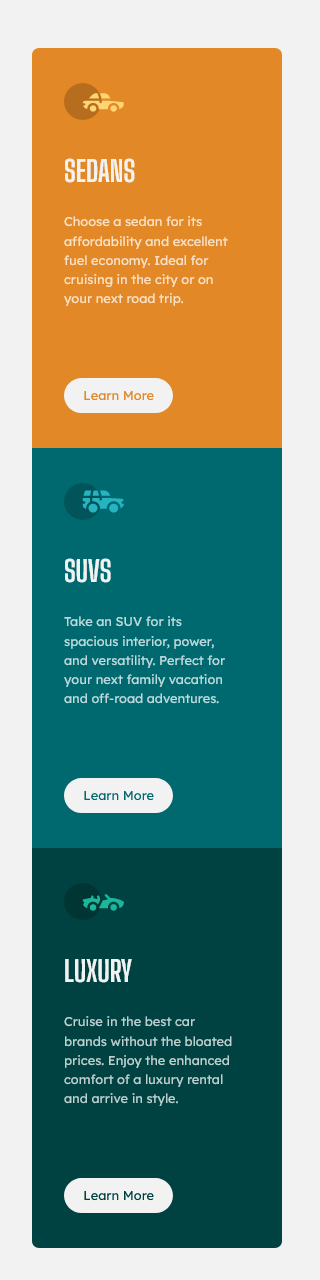 SEDANS
Choose a sedan for its
affordability and excellent
fuel economy. Ideal for
cruising in the city or on
your next road trip.
Learn More
SUVS
Take an SUV for its
spacious interior, power,
and versatility. Perfect for
your next family vacation
and off-road adventures.
Learn More
LUXURY
Cruise in the best car
brands without the bloated
prices. Enjoy the enhanced
comfort of a luxury rental
and arrive in style.
Learn More